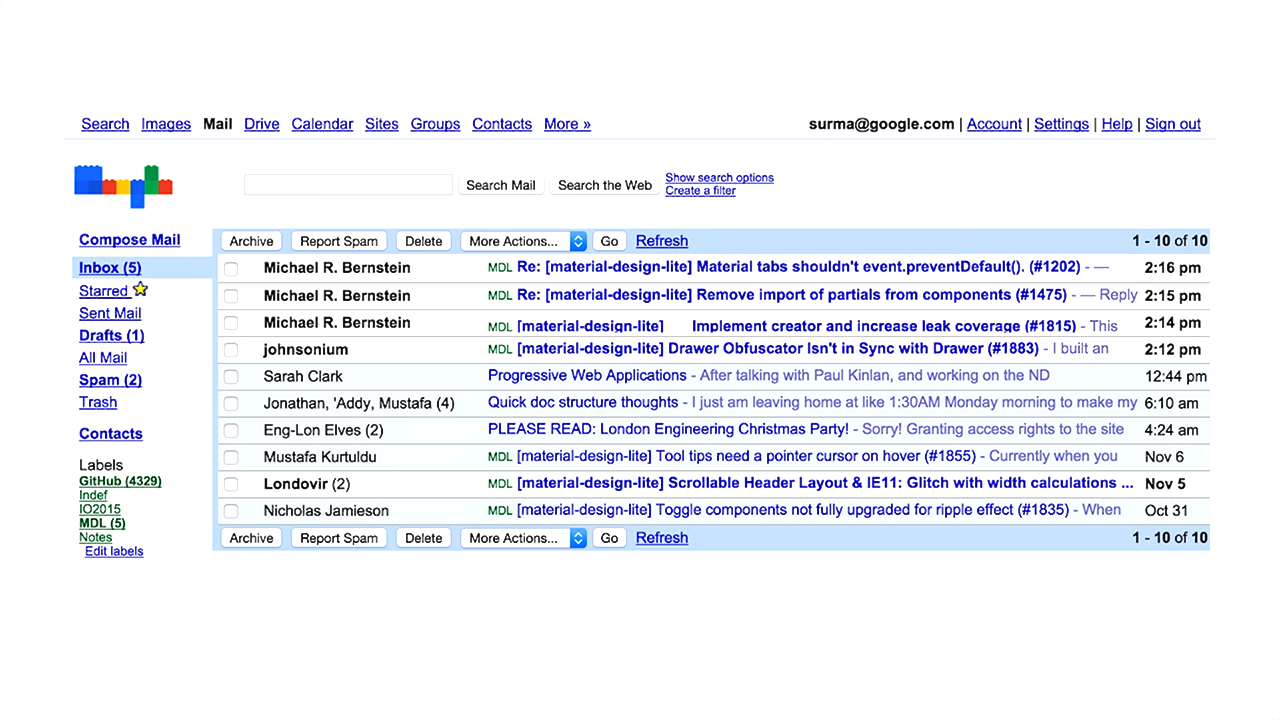 Search Images Mail Drive Calendar Sites Groups Contacts More » surma@google.com | Account | Settings | Help | Sign out
Search Mail Search the Web Show search options
Create a filter
Compose Mail
Inbox (5)
Starred
Sent Mail
Drafts (1)
All Mail
Spam (2)
Trash
Contacts
Labels
GitHub (4329)
Indef
IO2015
MDL (5)
Notes
Edit labels
Archive Report Spam Delete More Actions... Go Refresh 1 - 10 of 10
Michael R. Bernstein MDL Re: [material-design-lite] Material tabs shouldn't event.preventDefault(). (#1202) - — 2:16 pm
Michael R. Bernstein MDL Re: [material-design-lite] Remove import of partials from components (#1475) - — Reply 2:15 pm
Michael R. Bernstein MDL [material-design-lite] Implement creator and increase leak coverage (#1815) - This 2:14 pm
johnsonium MDL [material-design-lite] Drawer Obfuscator Isn't in Sync with Drawer (#1883) - I built an 2:12 pm
Sarah Clark Progressive Web Applications - After talking with Paul Kinlan, and working on the ND 12:44 pm
Jonathan, 'Addy, Mustafa (4) Quick doc structure thoughts - I just am leaving home at like 1:30AM Monday morning to make my 6:10 am
Eng-Lon Elves (2) PLEASE READ: London Engineering Christmas Party! - Sorry! Granting access rights to the site 4:24 am
Mustafa Kurtuldu MDL [material-design-lite] Tool tips need a pointer cursor on hover (#1855) - Currently when you Nov 6
Londovir (2) MDL [material-design-lite] Scrollable Header Layout & IE11: Glitch with width calculations ... Nov 5
Nicholas Jamieson MDL [material-design-lite] Toggle components not fully upgraded for ripple effect (#1835) - When Oct 31
Archive Report Spam Delete More Actions... Go Refresh 1 - 10 of 10